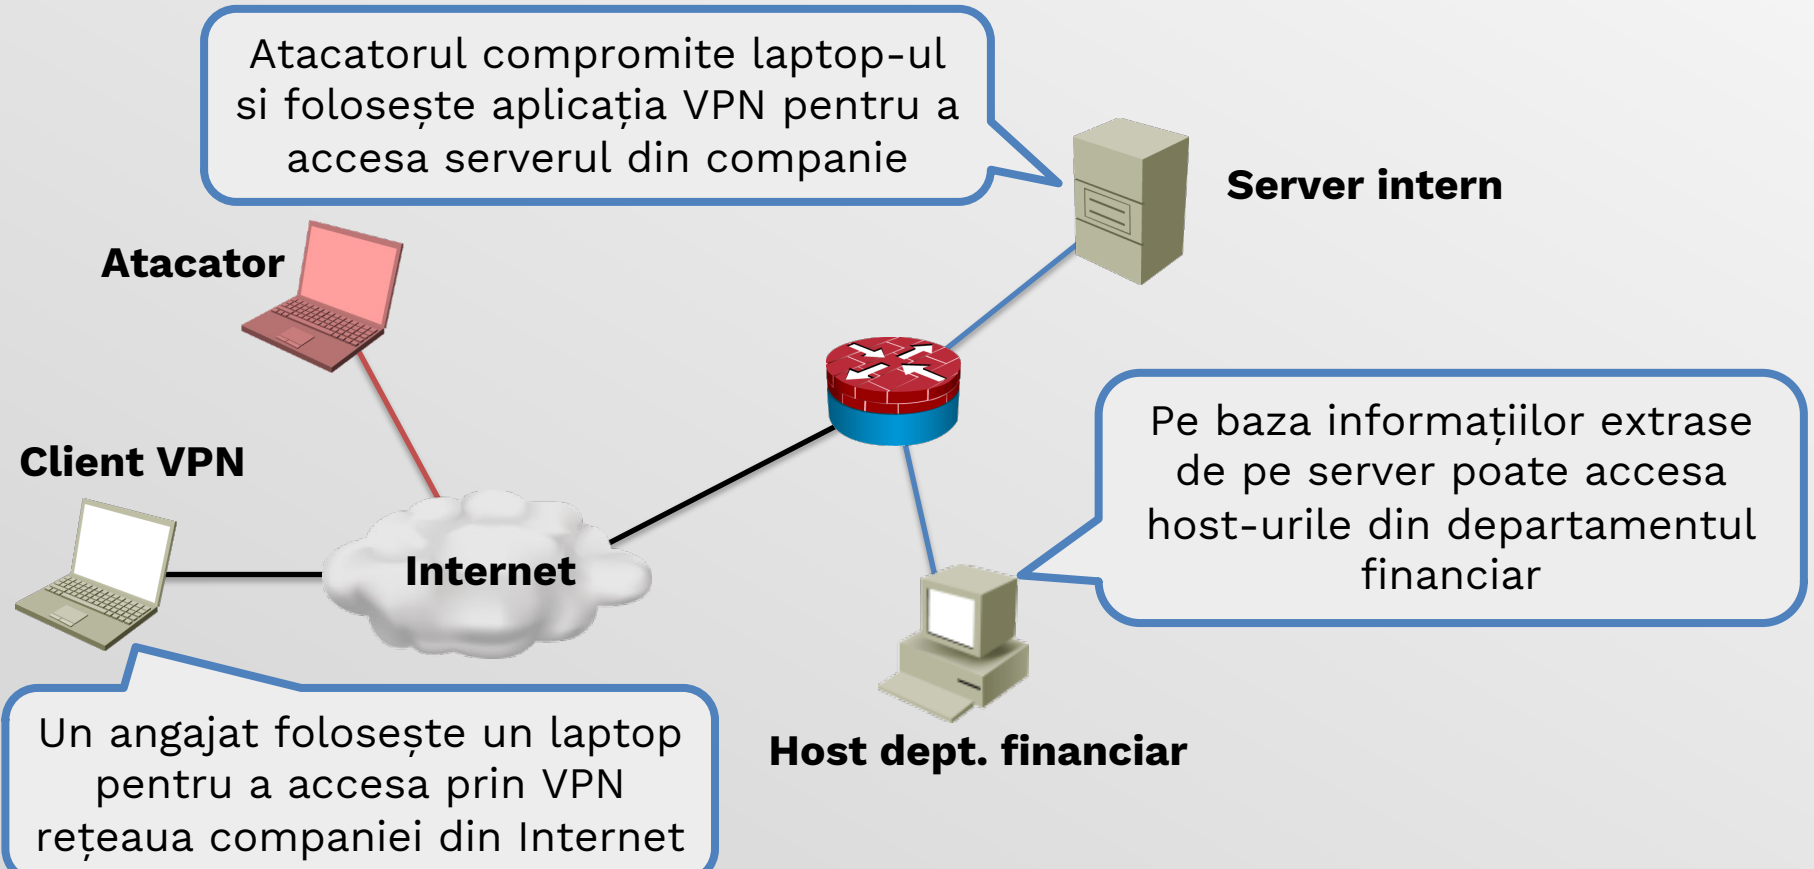 Atacatorul compromite laptop-ul
si folosește aplicația VPN pentru a
accesa serverul din companie
Server intern
Atacator
Pe baza informațiilor extrase
de pe server poate accesa
host-urile din departamentul
financiar
Client VPN
Internet
Un angajat folosește un laptop
pentru a accesa prin VPN
rețeaua companiei din Internet
Host dept. financiar